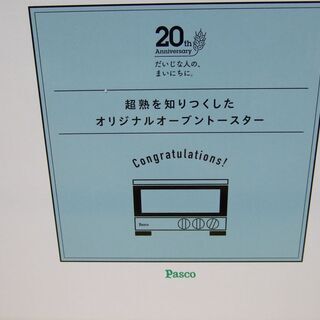 20th
Anniversary
だいじな人の、
まいにちに。
超熟を知りつくした
オリジナルオーブントースター
Congratulations!
Pasco
Pasco